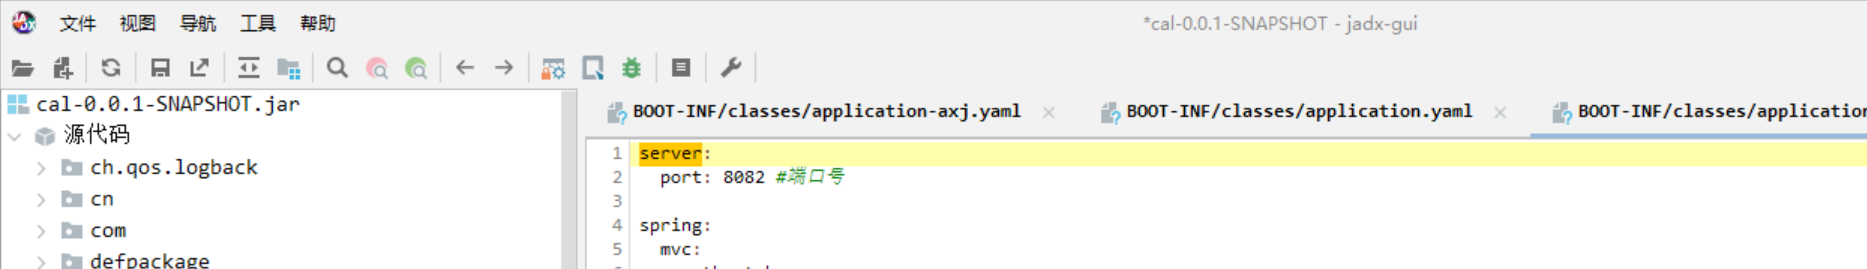 文件 视图 导航 工具 帮助 *cal-0.0.1-SNAPSHOT - jadx-gui
cal-0.0.1-SNAPSHOT.jar
源代码
ch.qos.logback
cn
com
defpackage
BOOT-INF/classes/application-axj.yaml BOOT-INF/classes/application.yaml BOOT-INF/classes/application
1 server:
2 port: 8082 #端口号
3
4 spring:
5 mvc: